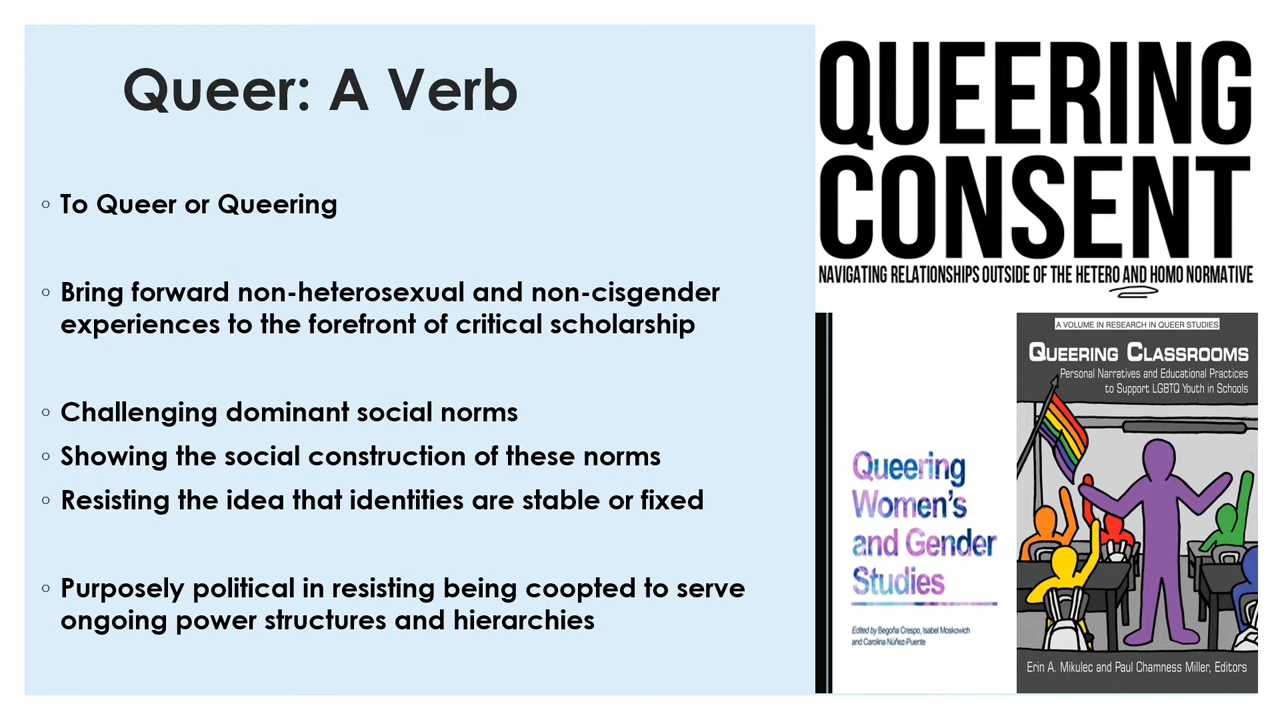 Queer: A Verb
To Queer or Queering
Bring forward non-heterosexual and non-cisgender
experiences to the forefront of critical scholarship
Challenging dominant social norms
Showing the social construction of these norms
Resisting the idea that identities are stable or fixed
Purposely political in resisting being coopted to serve
ongoing power structures and hierarchies
QUEERING
CONSENT
NAVIGATING RELATIONSHIPS OUTSIDE OF THE HETERO AND HOMO NORMATIVE
Queering
Women's
and Gender
Studies
Edited by Begoña Crespo, Isabel Moskowich
and Carolina Núñez-Puente
A VOLUME IN RESEARCH IN QUEER STUDIES
QUEERING CLASSROOMS
Personal Narratives and Educational Practices
to Support LGBTQ Youth in Schools
Erin A. Mikulec and Paul Chamness Miller, Editors